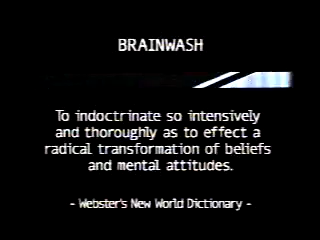 BRAINWASH
To indoctrinate so intensively
and thoroughly as to effect a
radical transformation of beliefs
and mental attitudes.
- Webster's New World Dictionary -